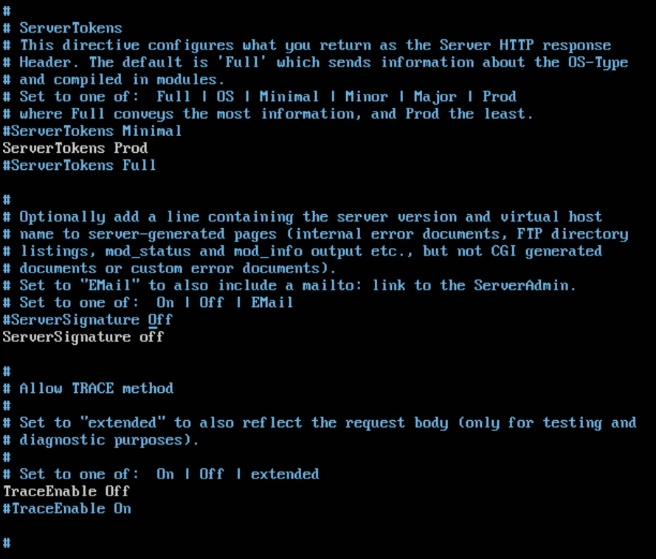 #
# ServerTokens
# This directive configures what you return as the Server HTTP response
# Header. The default is 'Full' which sends information about the OS-Type
# and compiled in modules.
# Set to one of:  Full | OS | Minimal | Minor | Major | Prod
# where Full conveys the most information, and Prod the least.
#ServerTokens Minimal
ServerTokens Prod
#ServerTokens Full

#
# Optionally add a line containing the server version and virtual host
# name to server-generated pages (internal error documents, FTP directory
# listings, mod_status and mod_info output etc., but not CGI generated
# documents or custom error documents).
# Set to "EMail" to also include a mailto: link to the ServerAdmin.
# Set to one of:  On | Off | EMail
#ServerSignature Off
ServerSignature off

#
# Allow TRACE method
#
# Set to "extended" to also reflect the request body (only for testing and
# diagnostic purposes).
#
# Set to one of:  On | Off | extended
TraceEnable Off
#TraceEnable On

#